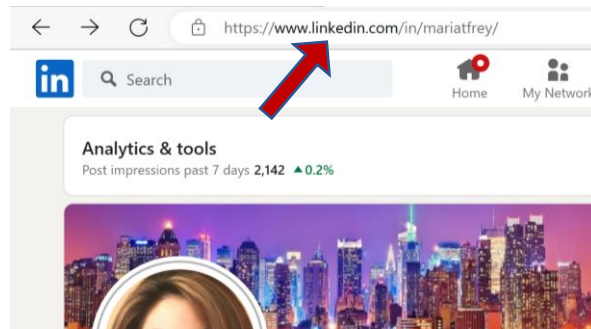 https://www.linkedin.com/in/mariatfrey/
in
Search
Home
My Network
Analytics & tools
Post impressions past 7 days 2,142 ▲0.2%